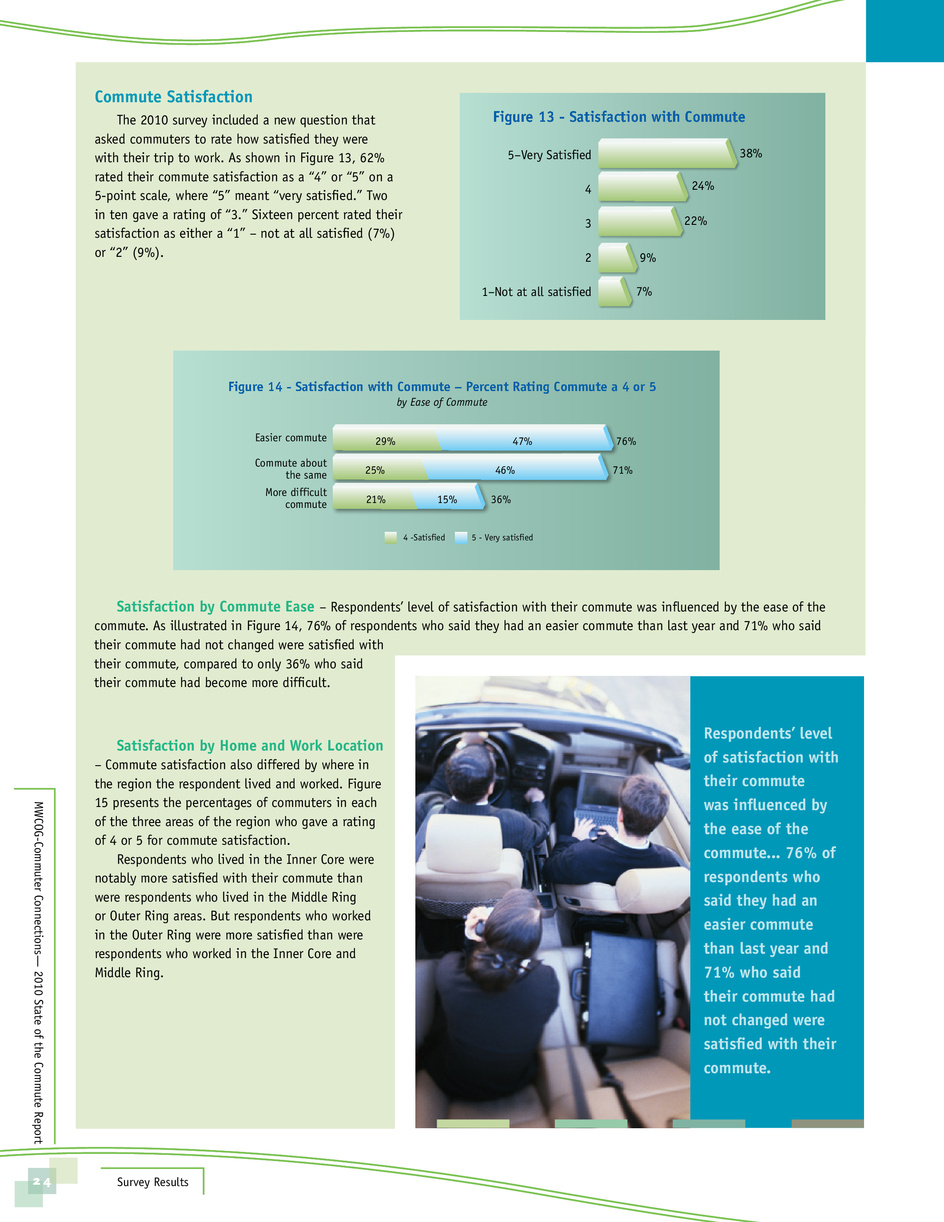 Commute Satisfaction
The 2010 survey included a new question that
asked commuters to rate how satisfied they were
with their trip to work. As shown in Figure 13, 62%
rated their commute satisfaction as a “4” or “5” on a
5-point scale, where “5” meant “very satisfied.” Two
in ten gave a rating of “3.” Sixteen percent rated their
satisfaction as either a “1” – not at all satisfied (7%)
or “2” (9%).
Figure 13 - Satisfaction with Commute
5–Very Satisfied 38%
4 24%
3 22%
2 9%
1–Not at all satisfied 7%
Figure 14 - Satisfaction with Commute – Percent Rating Commute a 4 or 5
by Ease of Commute
Easier commute 29% 47% 76%
Commute about
the same 25% 46% 71%
More difficult
commute 21% 15% 36%
4 -Satisfied 5 - Very satisfied
Satisfaction by Commute Ease – Respondents’ level of satisfaction with their commute was influenced by the ease of the
commute. As illustrated in Figure 14, 76% of respondents who said they had an easier commute than last year and 71% who said
their commute had not changed were satisfied with
their commute, compared to only 36% who said
their commute had become more difficult.
Satisfaction by Home and Work Location
– Commute satisfaction also differed by where in
the region the respondent lived and worked. Figure
15 presents the percentages of commuters in each
of the three areas of the region who gave a rating
of 4 or 5 for commute satisfaction.
Respondents who lived in the Inner Core were
notably more satisfied with their commute than
were respondents who lived in the Middle Ring
or Outer Ring areas. But respondents who worked
in the Outer Ring were more satisfied than were
respondents who worked in the Inner Core and
Middle Ring.
Respondents’ level
of satisfaction with
their commute
was influenced by
the ease of the
commute... 76% of
respondents who
said they had an
easier commute
than last year and
71% who said
their commute had
not changed were
satisfied with their
commute.
MWCOG-Commuter Connections— 2010 State of the Commute Report
24
Survey Results